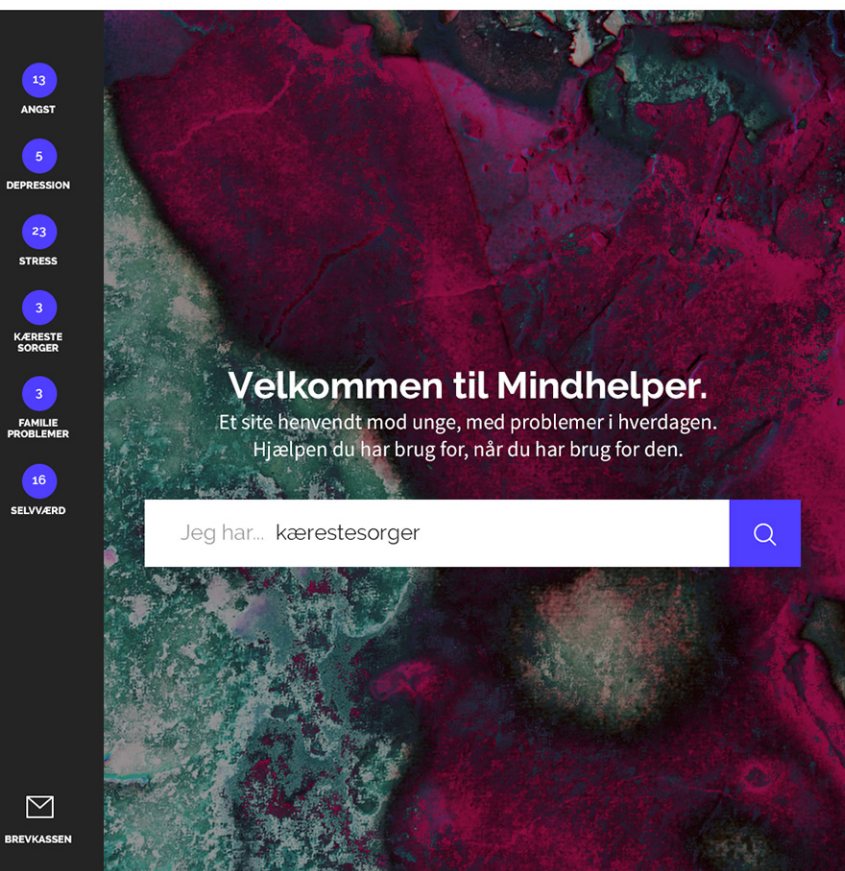 13
ANGST
5
DEPRESSION
23
STRESS
3
KÆRESTE
SORGER
3
FAMILIE
PROBLEMER
16
SELVVÆRD
BREVKASSEN
Velkommen til Mindhelper.
Et site henvendt mod unge, med problemer i hverdagen.
Hjælpen du har brug for, når du har brug for den.
Jeg har... kærestesorger